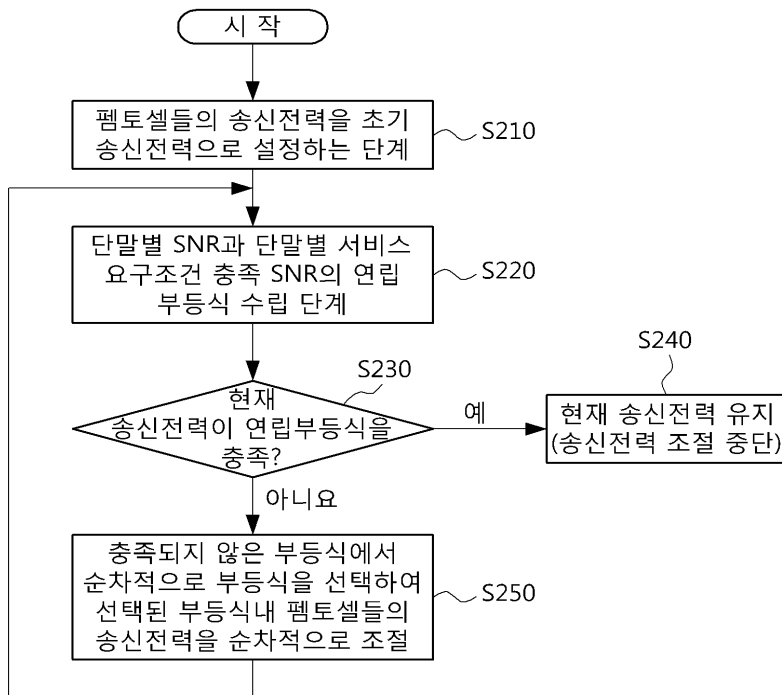 시 작
펨토셀들의 송신전력을 초기
송신전력으로 설정하는 단계
S210
단말별 SNR과 단말별 서비스
요구조건 충족 SNR의 연립
부등식 수립 단계
S220
S230
현재
송신전력이 연립부등식을
충족?
예
S240
현재 송신전력 유지
(송신전력 조절 중단)
아니요
충족되지 않은 부등식에서
순차적으로 부등식을 선택하여
선택된 부등식내 펨토셀들의
송신전력을 순차적으로 조절
S250